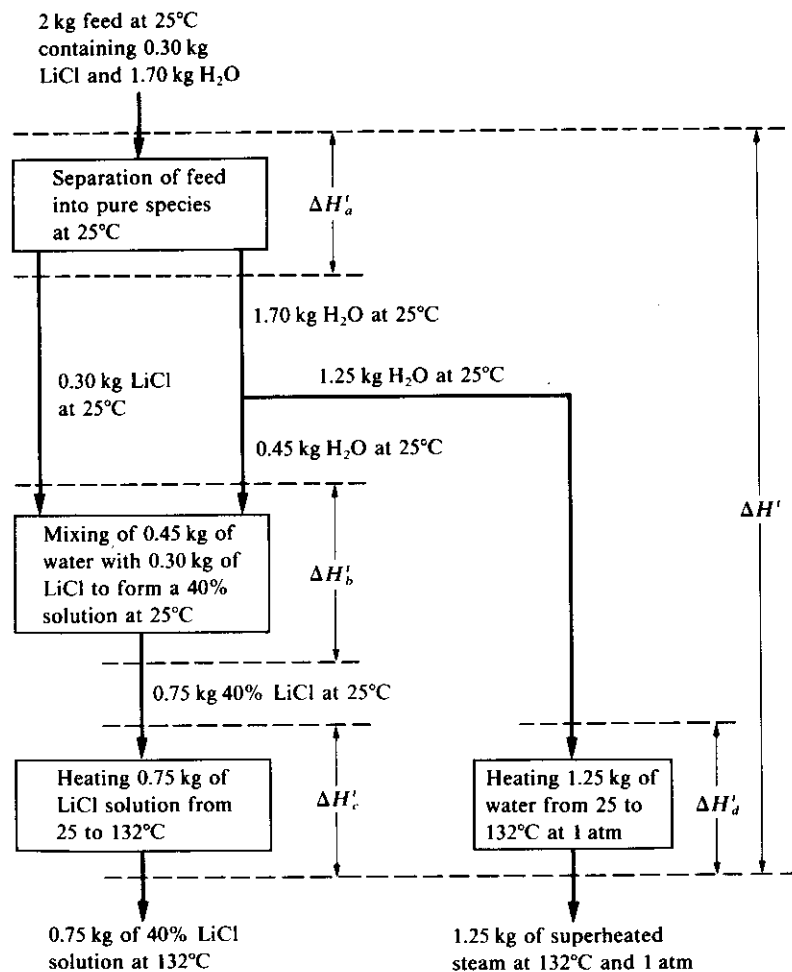 2 kg feed at 25°C
containing 0.30 kg
LiCl and 1.70 kg H₂O
Separation of feed
into pure species
at 25°C
ΔHₐᵗ
1.70 kg H₂O at 25°C
0.30 kg LiCl
at 25°C
1.25 kg H₂O at 25°C
0.45 kg H₂O at 25°C
Mixing of 0.45 kg of
water with 0.30 kg of
LiCl to form a 40%
solution at 25°C
ΔH_bᵗ
ΔHᵗ
0.75 kg 40% LiCl at 25°C
Heating 0.75 kg of
LiCl solution from
25 to 132°C
ΔH_cᵗ
Heating 1.25 kg of
water from 25 to
132°C at 1 atm
ΔH_dᵗ
0.75 kg of 40% LiCl
solution at 132°C
1.25 kg of superheated
steam at 132°C and 1 atm